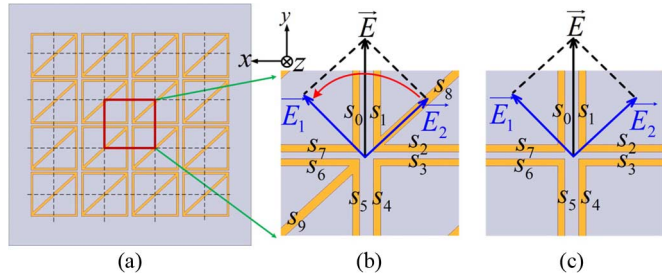 y
x
z
(a)
E
E₁
E₂
s₀
s₁
s₈
s₇
s₂
s₆
s₃
s₅
s₄
s₉
(b)
E
E₁
E₂
s₀
s₁
s₇
s₂
s₆
s₃
s₅
s₄
(c)